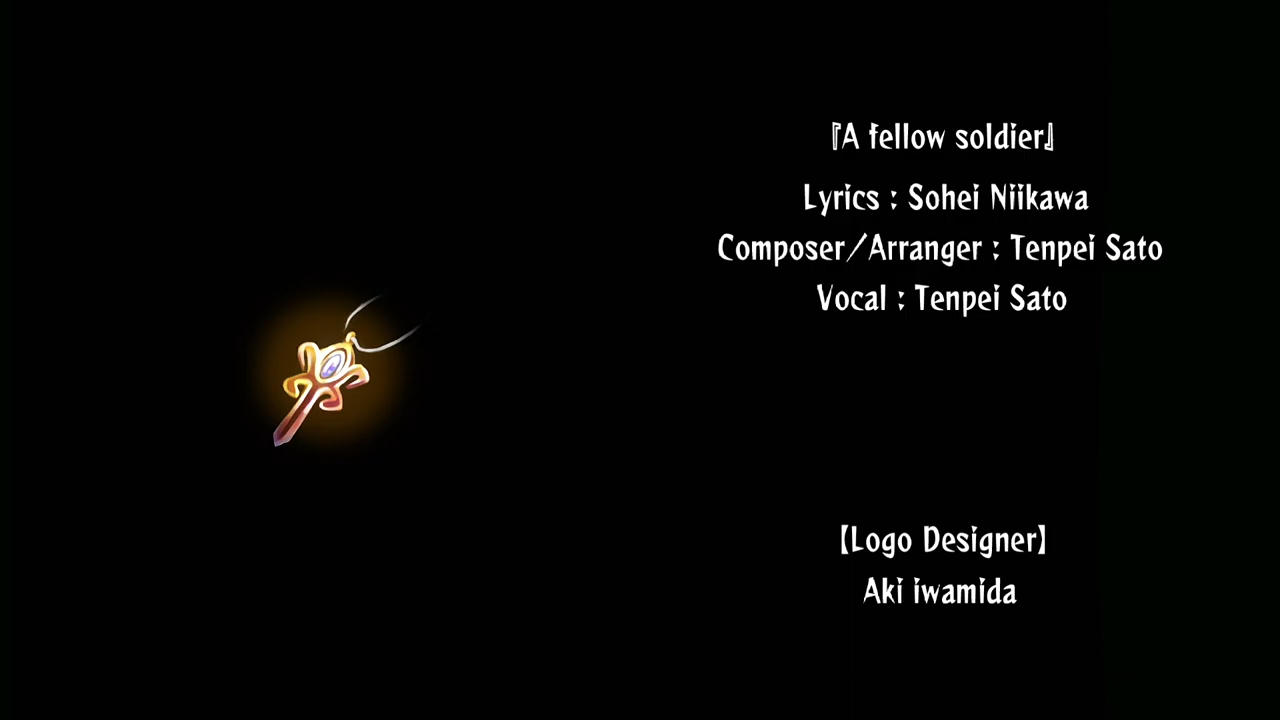 『A fellow soldier』
Lyrics : Sohei Niikawa
Composer/Arranger : Tenpei Sato
Vocal : Tenpei Sato
【Logo Designer】
Aki iwamida